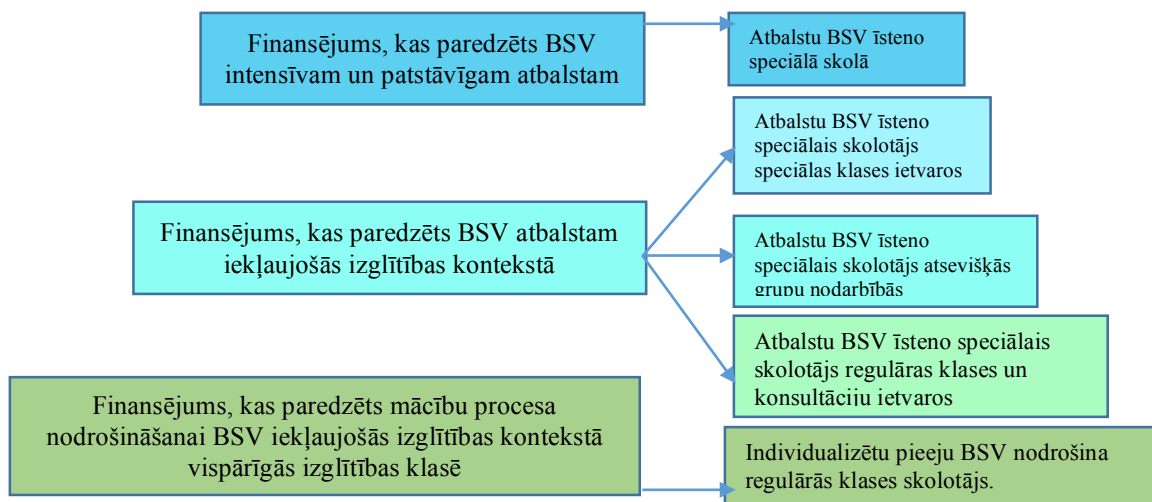 Finansējums, kas paredzēts BSV
intensīvam un patstāvīgam atbalstam
Atbalstu BSV īsteno
speciālā skolā
Atbalstu BSV īsteno
speciālais skolotājs
speciālas klases ietvaros
Finansējums, kas paredzēts BSV atbalstam
iekļaujošās izglītības kontekstā
Atbalstu BSV īsteno
speciālais skolotājs atsevišķās
grupu nodarbībās
Atbalstu BSV īsteno speciālais
skolotājs regulāras klases un
konsultāciju ietvaros
Finansējums, kas paredzēts mācību procesa
nodrošināšanai BSV iekļaujošās izglītības kontekstā
vispārīgās izglītības klasē
Individualizētu pieeju BSV nodrošina
regulārās klases skolotājs.